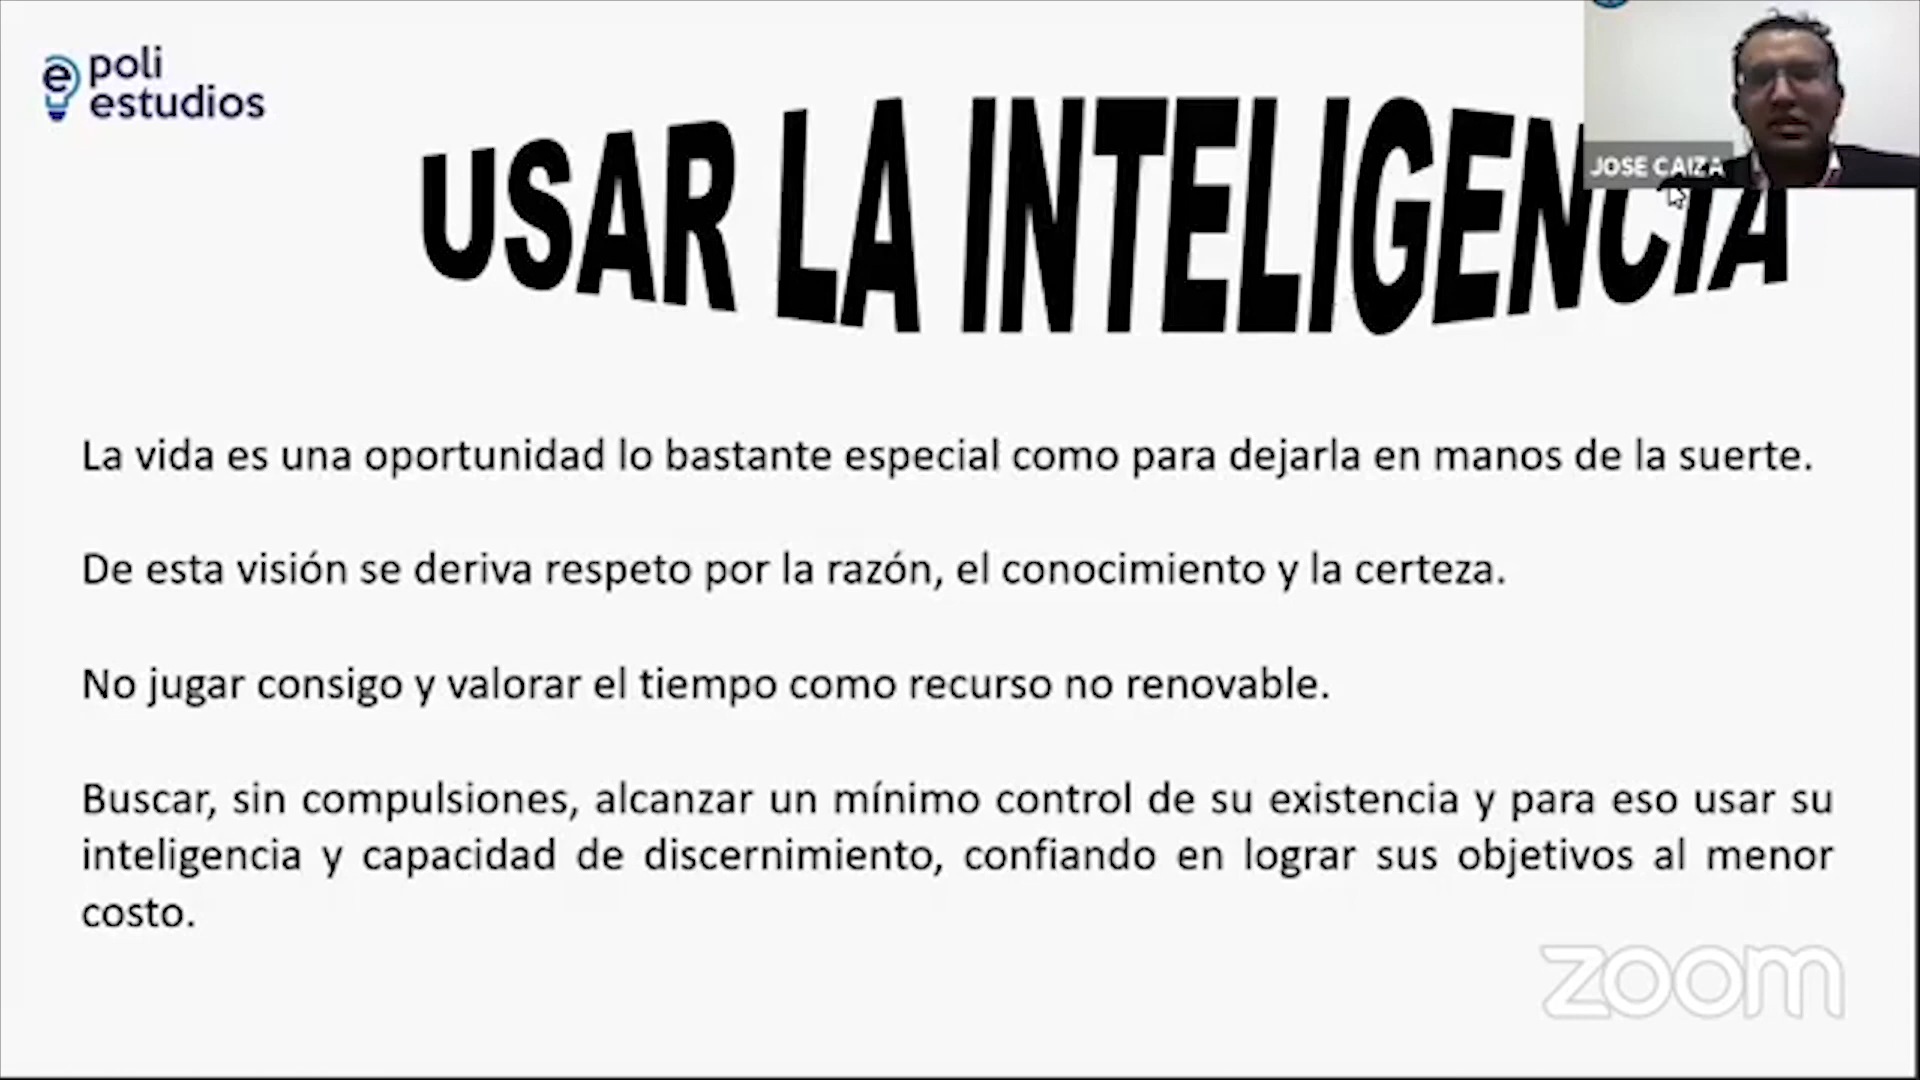 e poli
estudios
USAR LA INTELIGENCIA
JOSE CAIZA
La vida es una oportunidad lo bastante especial como para dejarla en manos de la suerte.
De esta visión se deriva respeto por la razón, el conocimiento y la certeza.
No jugar consigo y valorar el tiempo como recurso no renovable.
Buscar, sin compulsiones, alcanzar un mínimo control de su existencia y para eso usar su
inteligencia y capacidad de discernimiento, confiando en lograr sus objetivos al menor
costo.
zoom